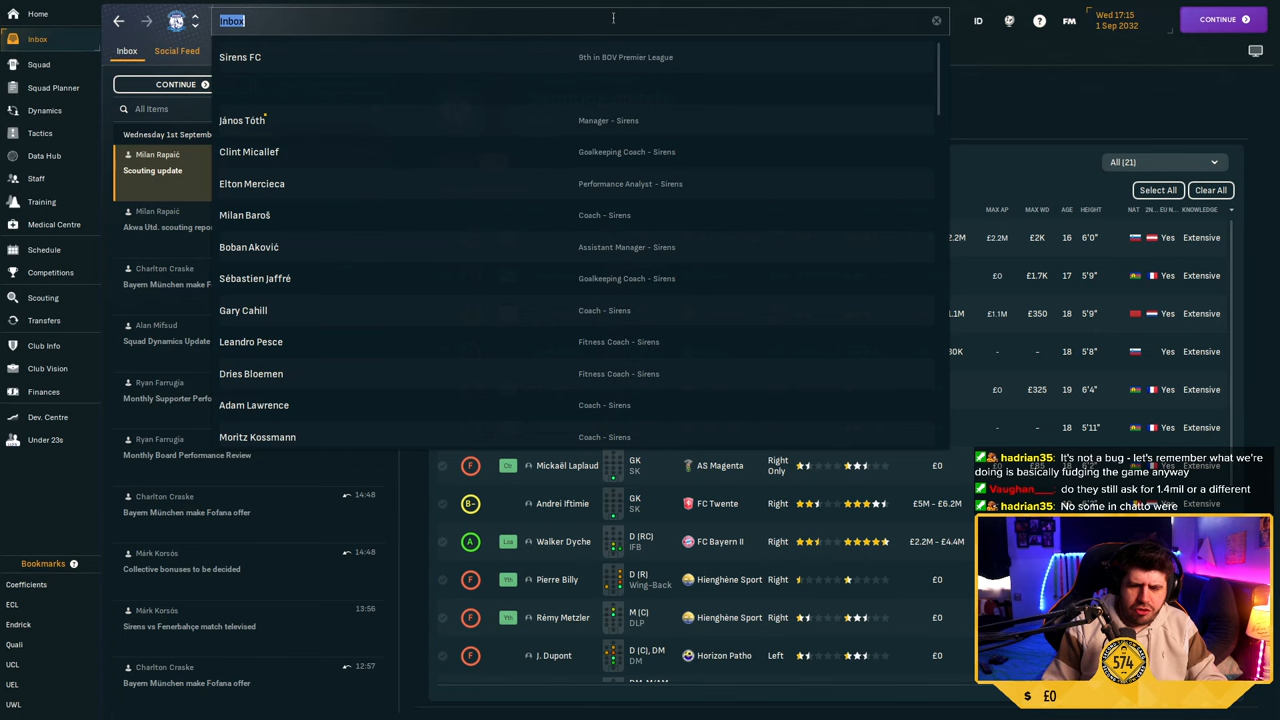 Home
Inbox
Squad
Squad Planner
Dynamics
Tactics
Data Hub
Staff
Training
Medical Centre
Schedule
Competitions
Scouting
Transfers
Club Info
Club Vision
Finances
Dev. Centre
Under 23s
Bookmarks ?
Coefficients
ECL
Endrick
Quali
UCL
UEL
UWL
Inbox
Inbox Social Feed
CONTINUE
All Items
Wednesday 1st Septemb
Milan Rapaić
Scouting update
Milan Rapaić
Akwa Utd. scouting repo
Charlton Craske
Bayern München make F
Alan Mifsud
Squad Dynamics Update
Ryan Farrugia
Monthly Supporter Perfo
Ryan Farrugia
Monthly Board Performance Review
Charlton Craske 14:48
Bayern München make Fofana offer
Márk Korsós 14:48
Collective bonuses to be decided
Márk Korsós 13:56
Sirens vs Fenerbahçe match televised
Charlton Craske 12:57
Bayern München make Fofana offer
Sirens FC 9th in BOV Premier League
János Tóth Manager - Sirens
Clint Micallef Goalkeeping Coach - Sirens
Elton Mercieca Performance Analyst - Sirens
Milan Baroš Coach - Sirens
Boban Aković Assistant Manager - Sirens
Sébastien Jaffré Goalkeeping Coach - Sirens
Gary Cahill Coach - Sirens
Leandro Pesce Fitness Coach - Sirens
Dries Bloemen Fitness Coach - Sirens
Adam Lawrence Coach - Sirens
Moritz Kossmann Coach - Sirens
ID ? FM
Wed 17:15
1 Sep 2032
CONTINUE
All (21)
Select All Clear All
MAX AP MAX WD AGE HEIGHT NAT 2N... EU N... KNOWLEDGE
.2M £2.2M £2K 16 6'0" Yes Extensive
£0 £1.7K 17 5'9" Yes Extensive
.1M £1.1M £350 18 5'9" Yes Extensive
30K - - 18 5'8" Yes Extensive
£0 £325 19 6'4" Yes Extensive
- - 18 5'11" Yes Extensive
F Ctr Mickaël Laplaud GK SK AS Magenta Right Only £0
B- Andrei Iftimie GK SK FC Twente Right £5M - £6.2M
A Loa Walker Dyche D (RC) IFB FC Bayern II Right £2.2M - £4.4M
F Yth Pierre Billy D (R) Wing-Back Hienghène Sport Right £0
F Yth Rémy Metzler M (C) DLP Hienghène Sport Right £0
F Yth J. Dupont D (C), DM DM Horizon Patho Left £0
hadrian35: It's not a bug - let's remember what we're
doing is basically fudging the game anyway
Vaughan____: do they still ask for 1.4mil or a different
hadrian35: No some in chatto were
574
$ £0